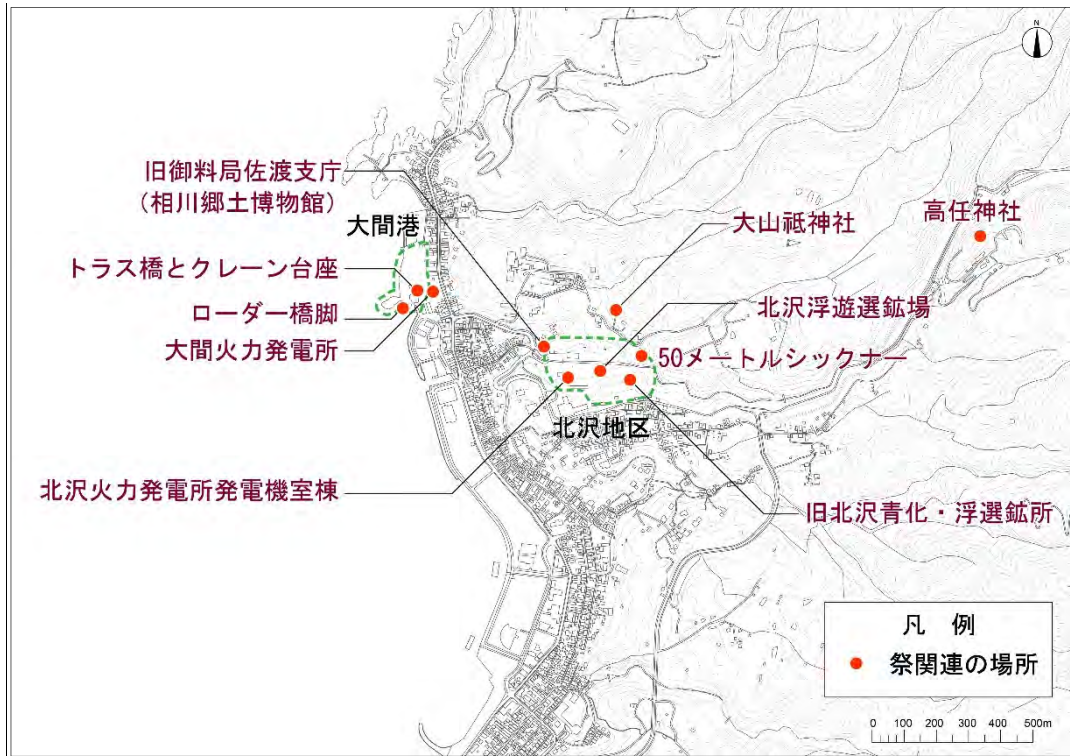 N
旧御料局佐渡支庁
(相川郷土博物館)
大間港
トラス橋とクレーン台座
ローダー橋脚
大間火力発電所
大山祗神社
高任神社
北沢浮遊選鉱場
50メートルシックナー
北沢地区
北沢火力発電所発電機室棟
旧北沢青化・浮選鉱所
凡 例
祭関連の場所
0 100 200 300 400 500m